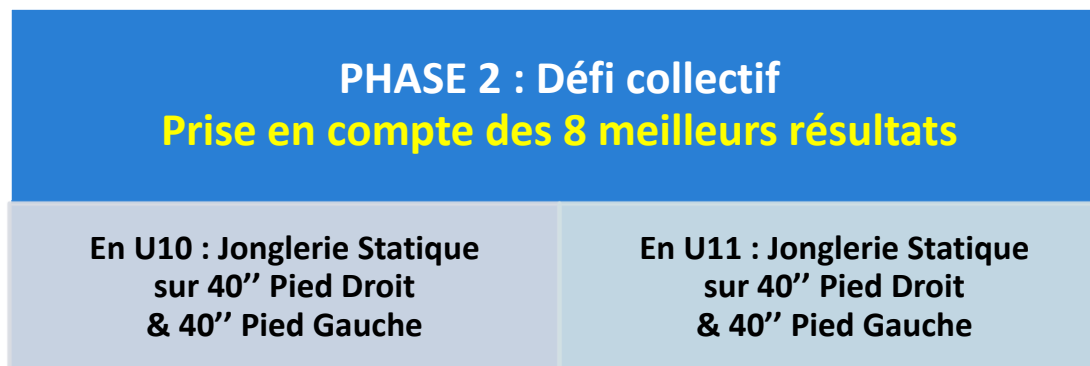 PHASE 2 : Défi collectif
Prise en compte des 8 meilleurs résultats
En U10 : Jonglerie Statique
sur 40’’ Pied Droit
& 40’’ Pied Gauche
En U11 : Jonglerie Statique
sur 40’’ Pied Droit
& 40’’ Pied Gauche